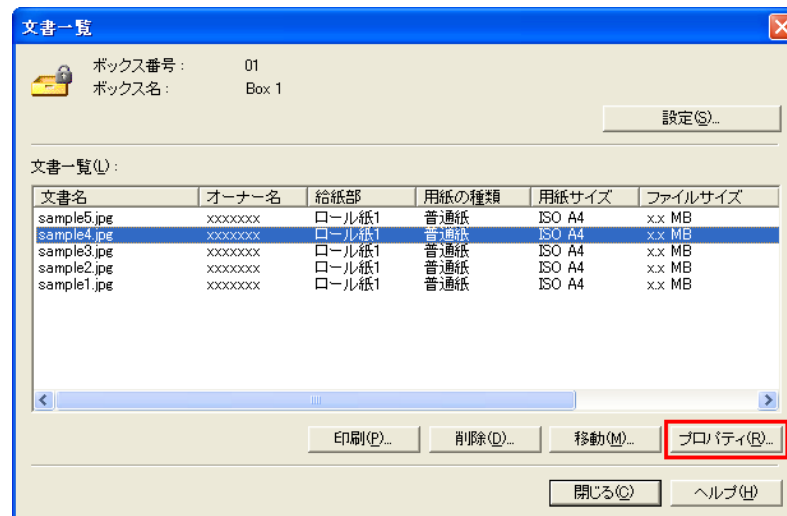 文書一覧
ボックス番号: 01
ボックス名: Box 1
設定(S)...
文書一覧(L):
文書名 オーナー名 給紙部 用紙の種類 用紙サイズ ファイルサイズ
sample5.jpg xxxxxxx ロール紙1 普通紙 ISO A4 x.x MB
sample4.jpg xxxxxxx ロール紙1 普通紙 ISO A4 x.x MB
sample3.jpg xxxxxxx ロール紙1 普通紙 ISO A4 x.x MB
sample2.jpg xxxxxxx ロール紙1 普通紙 ISO A4 x.x MB
sample1.jpg xxxxxxx ロール紙1 普通紙 ISO A4 x.x MB
印刷(P)... 削除(D)... 移動(M)... プロパティ(R)...
閉じる(C) ヘルプ(H)